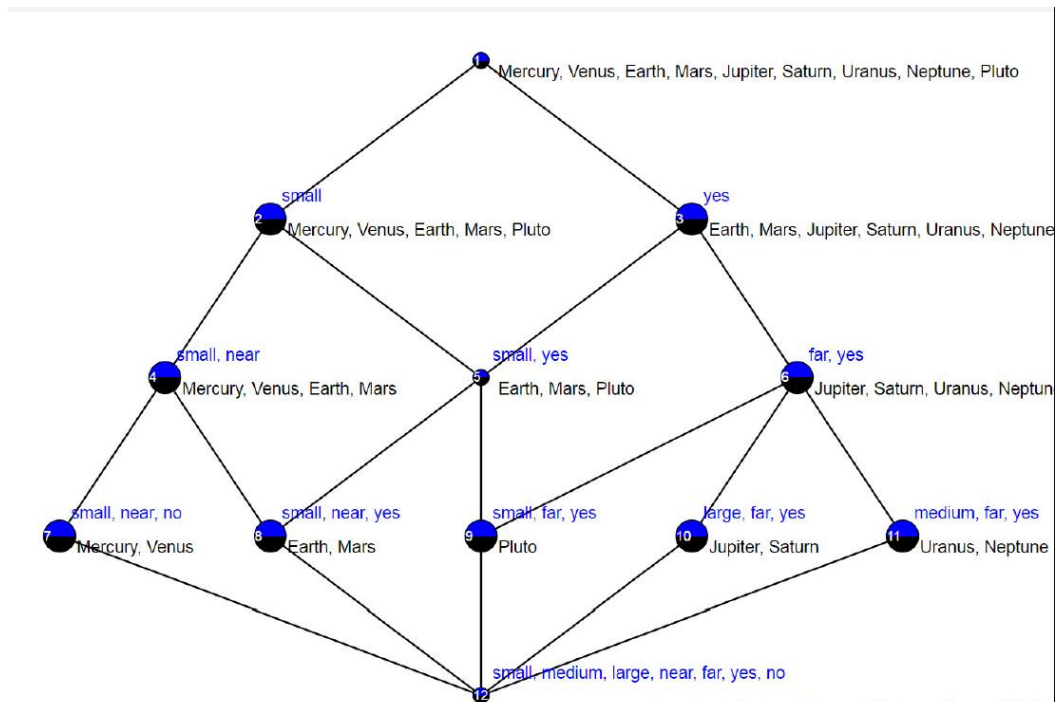 1
Mercury, Venus, Earth, Mars, Jupiter, Saturn, Uranus, Neptune, Pluto
small
2
Mercury, Venus, Earth, Mars, Pluto
yes
3
Earth, Mars, Jupiter, Saturn, Uranus, Neptune
small, near
4
Mercury, Venus, Earth, Mars
small, yes
5
Earth, Mars, Pluto
far, yes
6
Jupiter, Saturn, Uranus, Neptun
small, near, no
7
Mercury, Venus
small, near, yes
8
Earth, Mars
small, far, yes
9
Pluto
large, far, yes
10
Jupiter, Saturn
medium, far, yes
11
Uranus, Neptune
small, medium, large, near, far, yes, no
12